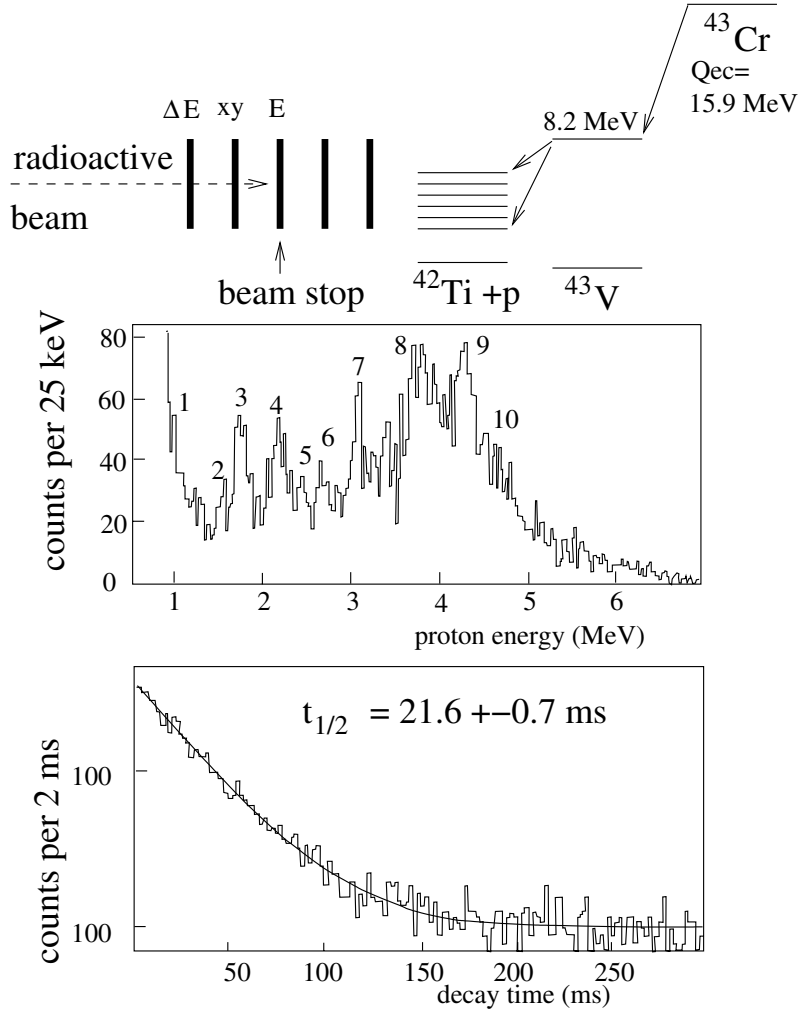 43Cr
Qec=
15.9 MeV
ΔE xy E
8.2 MeV
radioactive
beam
beam stop
42Ti +p
43V
counts per 25 keV
80
60
40
20
0
1
2
3
4
5
6
7
8
9
10
1 2 3 4 5 6
proton energy (MeV)
t1/2 = 21.6 +−0.7 ms
counts per 2 ms
100
100
50 100 150 200 250
decay time (ms)